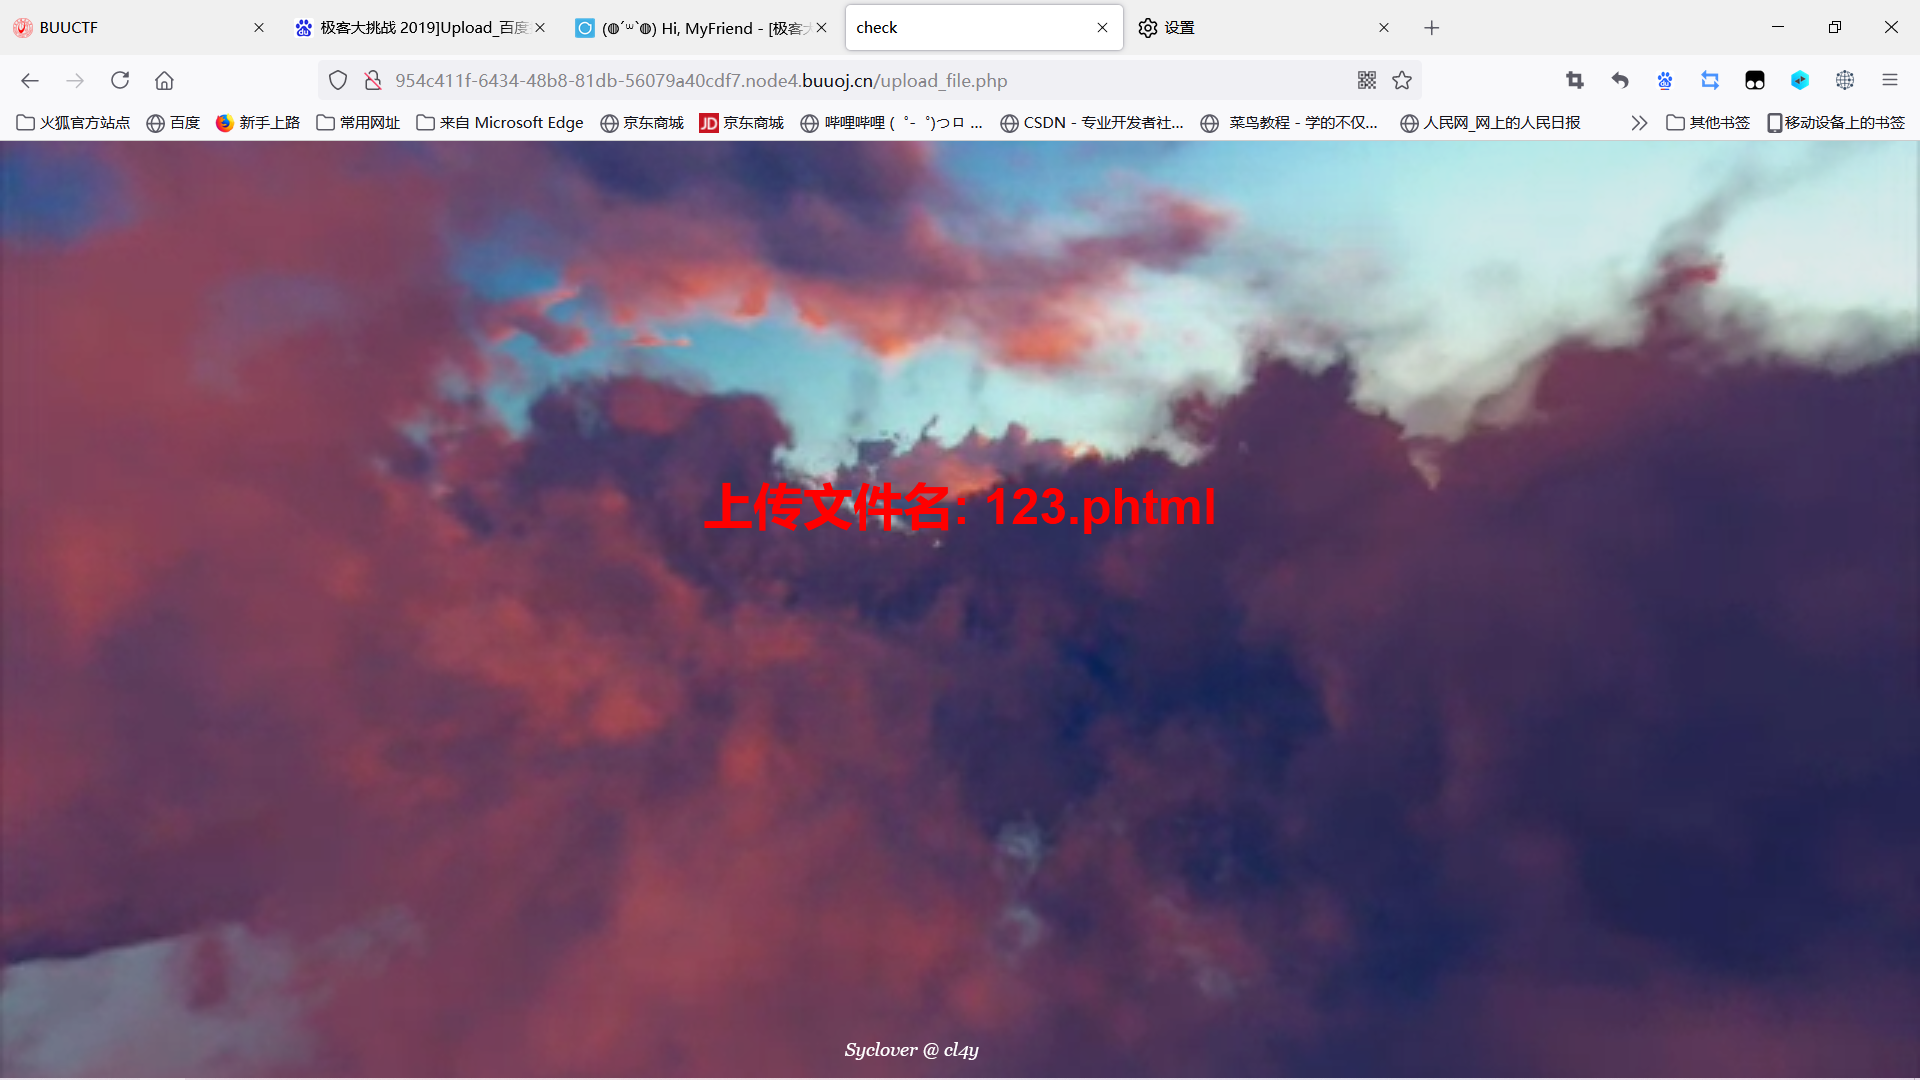 BUUCTF
极客大挑战 2019]Upload_百度
(◍´꒳`◍) Hi, MyFriend - [极客大
check
设置
954c411f-6434-48b8-81db-56079a40cdf7.node4.buuoj.cn/upload_file.php
火狐官方站点
百度
新手上路
常用网址
来自 Microsoft Edge
京东商城
JD 京东商城
哔哩哔哩 ( ゜- ゜)つロ ...
CSDN - 专业开发者社...
菜鸟教程 - 学的不仅...
人民网_网上的人民日报
其他书签
移动设备上的书签
上传文件名: 123.phtml
Syclover @ cl4y